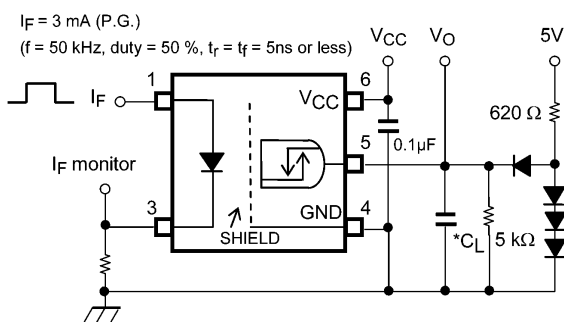 IF = 3 mA (P.G.)
(f = 50 kHz, duty = 50 %, tr = tf = 5ns or less)
VCC
VO
5V
1
6
IF
VCC
620 Ω
0.1μF
5
IF monitor
3
GND
4
SHIELD
*CL
5 kΩ